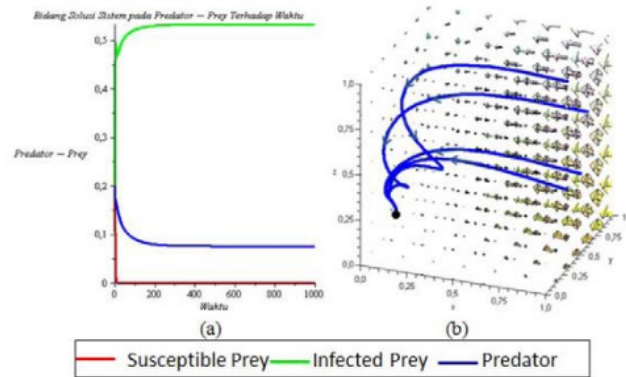 Bidang Solusi Sistem pada Predator – Prey Terhadap Waktu
0,5
0,4
0,3
Predator – Prey
0,2
0,1
0
0 200 400 600 800 1000
Waktu
(a)
1,0
0,75
z
0,5
0,25
0,0
0,0 0,25 0,5 0,75 1,0
x
0,0
0,25
0,5
y
0,75
(b)
Susceptible Prey Infected Prey Predator